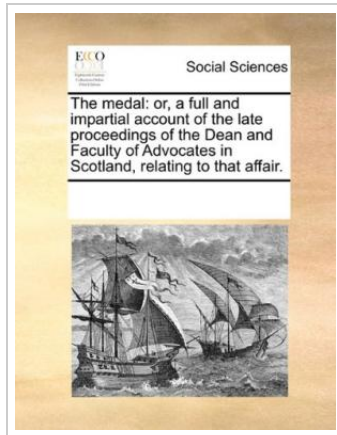 ECCO
Social Sciences
The medal: or, a full and
impartial account of the late
proceedings of the Dean and
Faculty of Advocates in
Scotland, relating to that affair.